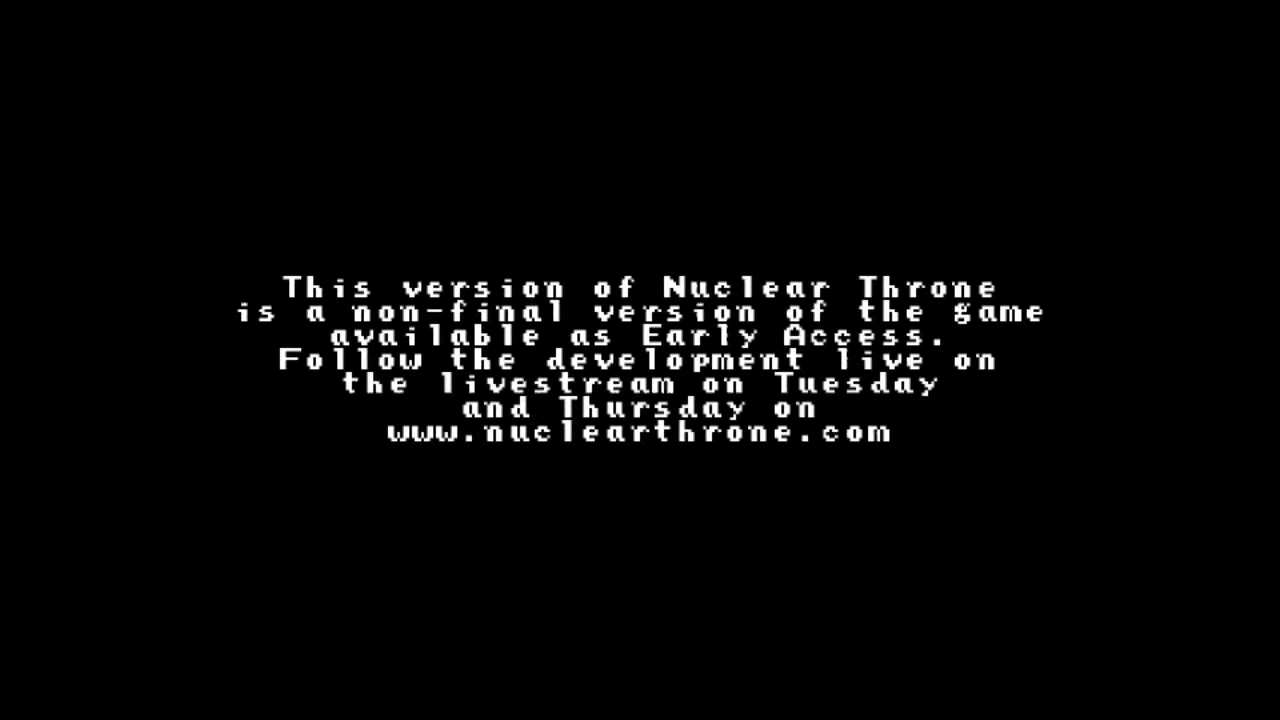 This version of Nuclear Throne
is a non-final version of the game
available as Early Access.
Follow the development live on
the livestream on Tuesday
and Thursday on
www.nuclearthrone.com